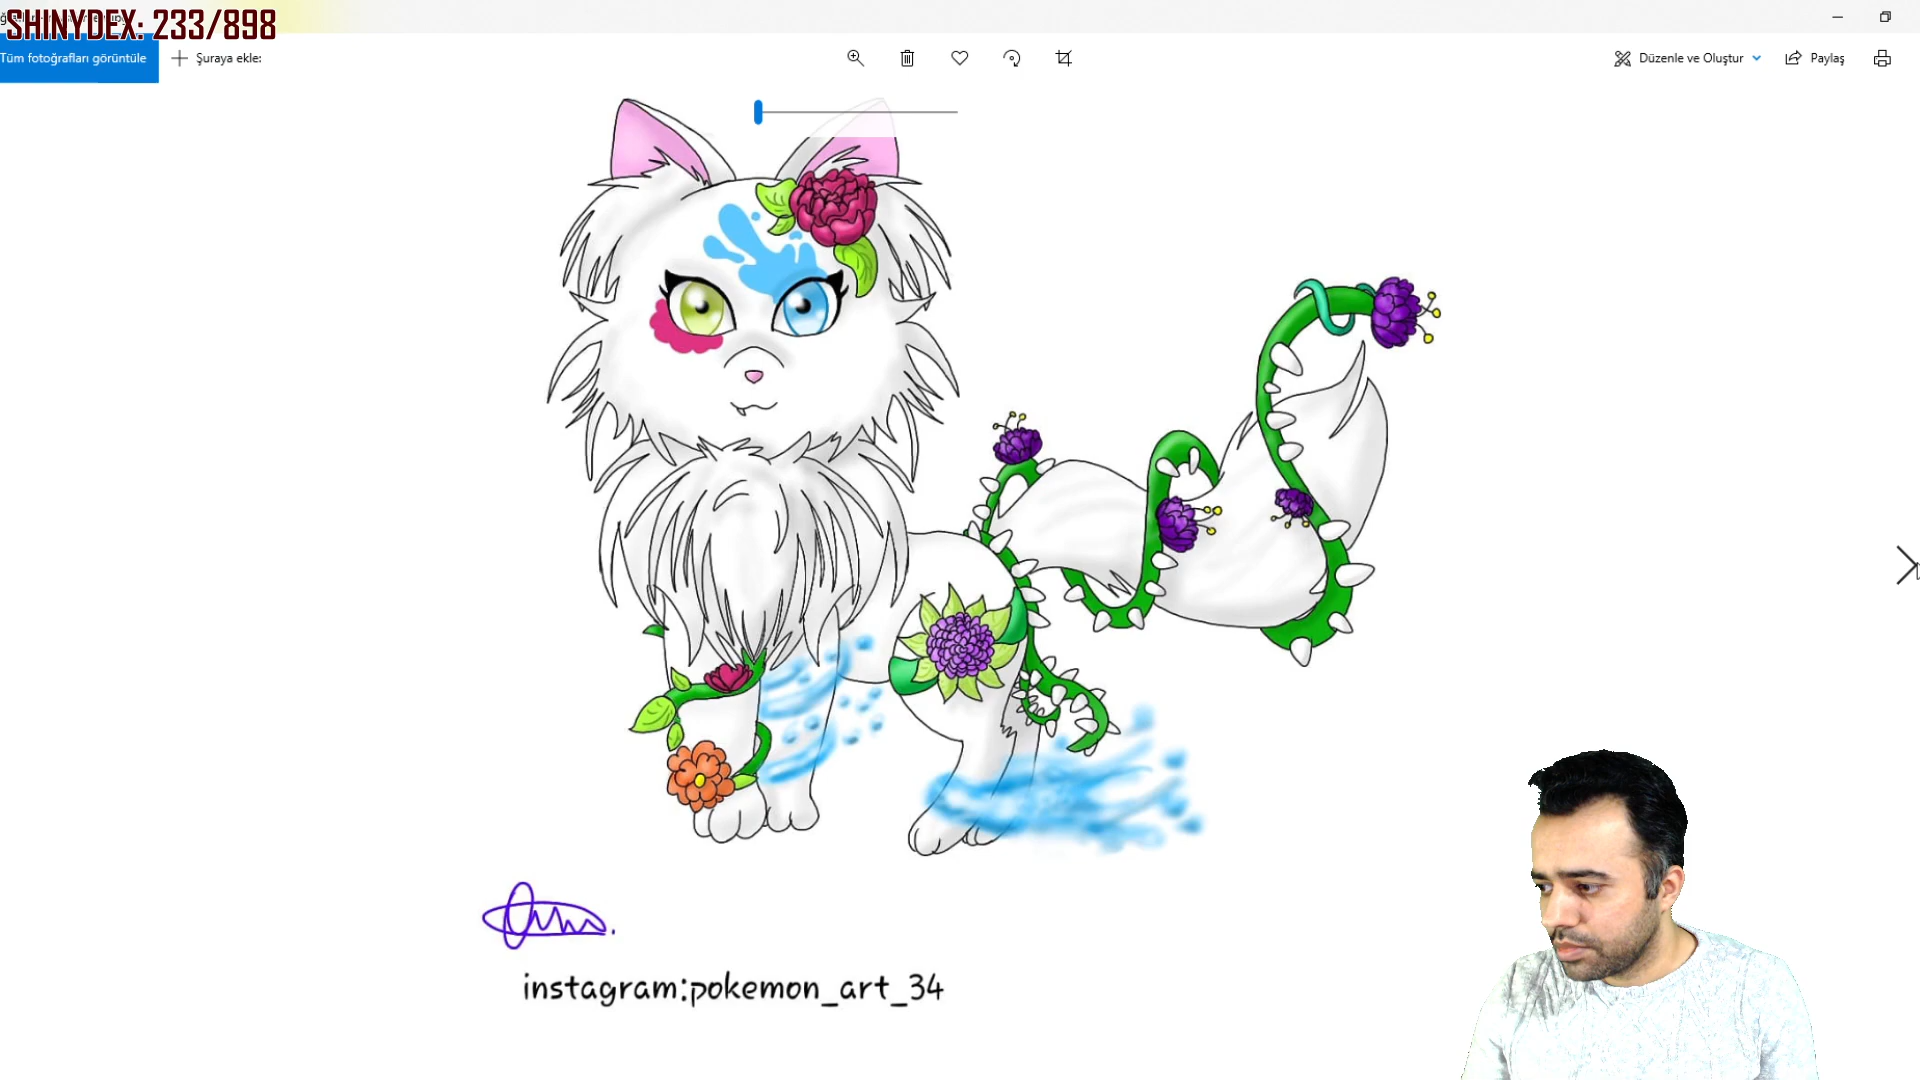 SHINYDEX: 233/898
Tüm fotoğrafları görüntüle
Şuraya ekle:
Düzenle ve Oluştur
Paylaş
instagram:pokemon_art_34